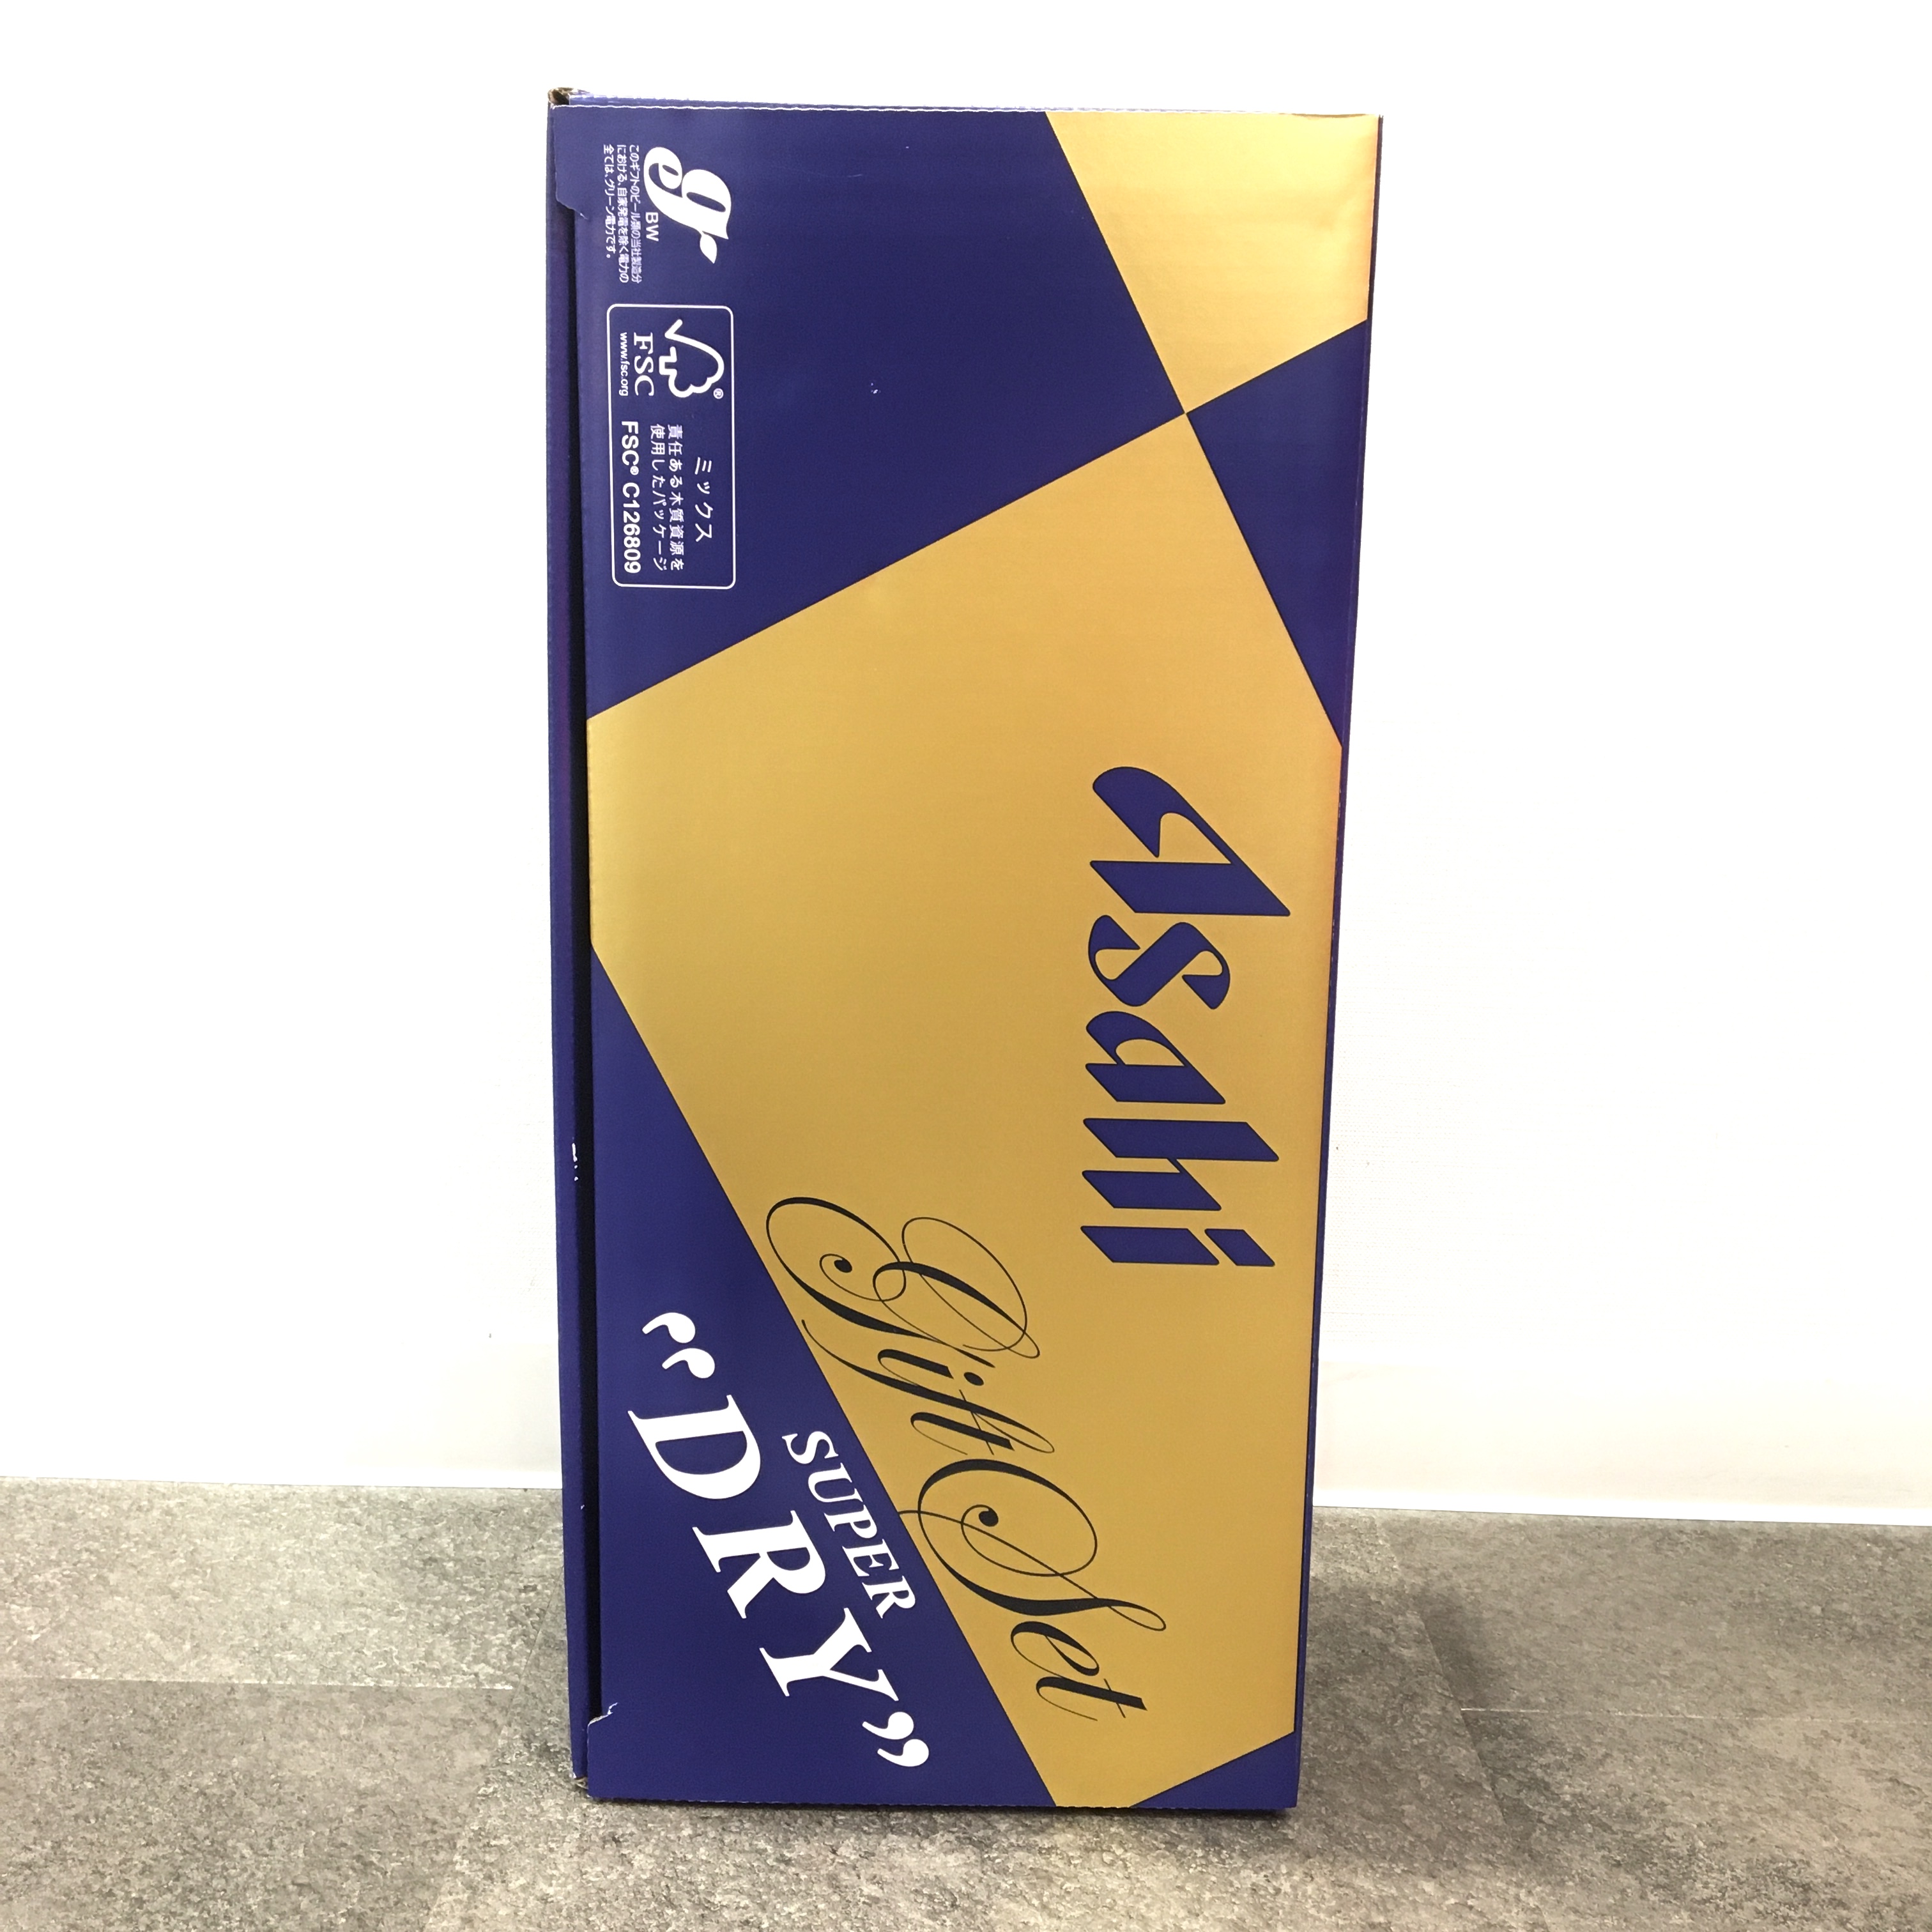 Asahi
Gift Set
SUPER
“DRY”
ge
BW
このギフトのビール類の当社製造分
における、自家発電を除く電力の
全ては、グリーン電力です。
®
FSC
www.fsc.org
ミックス
責任ある木質資源を
使用したパッケージ
FSC® C126809